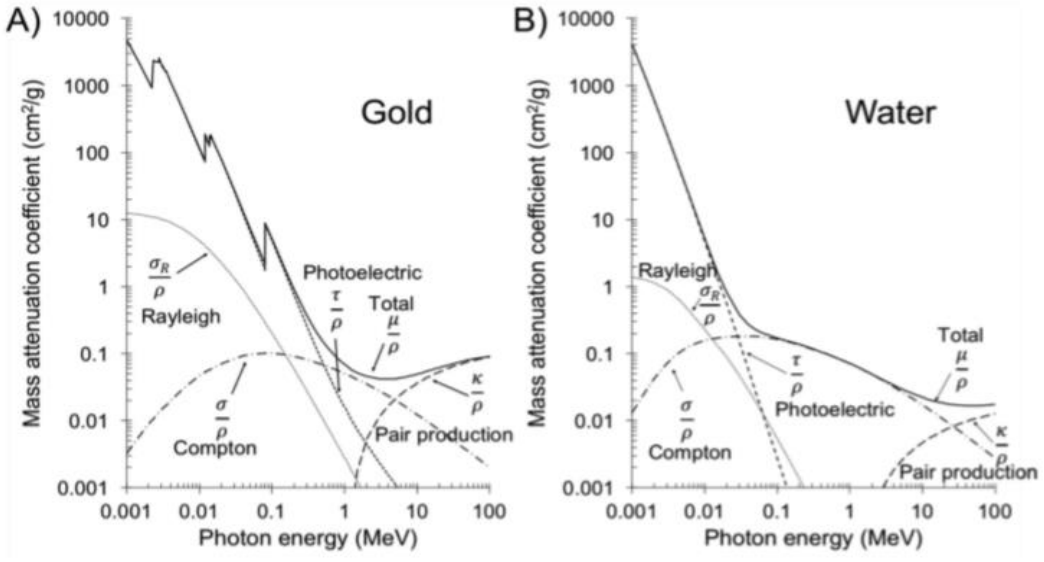 A)
Mass attenuation coefficient (cm²/g)
10000
1000
100
10
1
0.1
0.01
0.001
Gold
σR/ρ
Rayleigh
Photoelectric
τ/ρ
Total
μ/ρ
σ/ρ
Compton
κ/ρ
Pair production
0.001 0.01 0.1 1 10 100
Photon energy (MeV)
B)
Mass attenuation coefficient (cm²/g)
10000
1000
100
10
1
0.1
0.01
0.001
Water
Rayleigh
σR/ρ
τ/ρ
Photoelectric
Total
μ/ρ
σ/ρ
Compton
κ/ρ
Pair production
0.001 0.01 0.1 1 10 100
Photon energy (MeV)